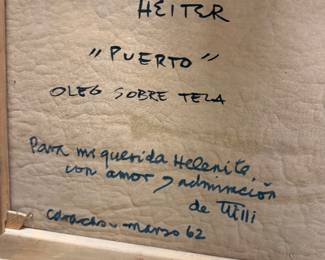 HEITER
"PUERTO"
OLEO SOBRE TELA
Para mi querida Helenita,
con amor y admiración
de Willi
Caracas - marzo 62